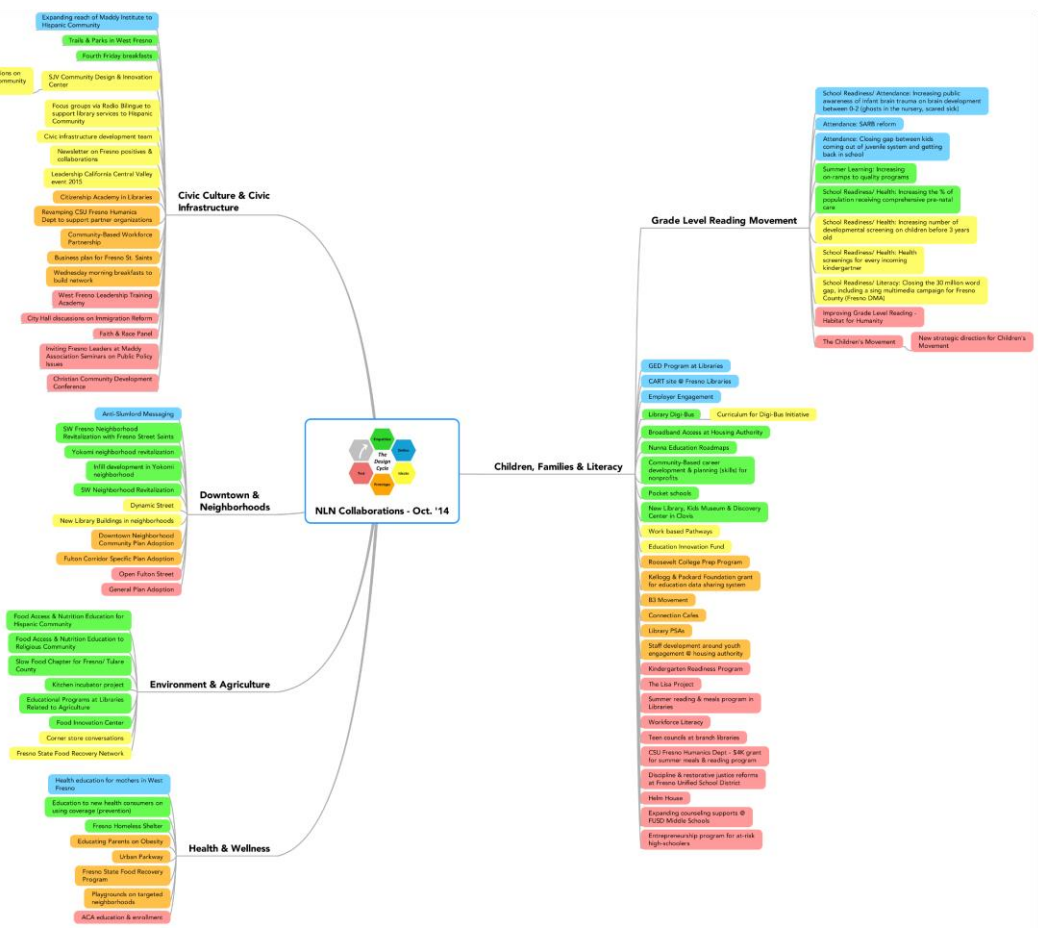 Expanding reach of Maddy Institute to
Hispanic Community
Trails & Parks in West Fresno
Fourth Friday breakfasts
SJV Community Design & Innovation
Center
Focus groups via Radio Bilingue to
support library services to Hispanic
Community
Civic infrastructure development team
Newsletter on Fresno positives &
collaborations
Leadership California Central Valley
event 2015
Citizenship Academy in Libraries
Revamping CSU Fresno Humanics
Dept to support partner organizations
Community-Based Workforce
Partnership
Business plan for Fresno St. Saints
Wednesday morning breakfasts to
build network
West Fresno Leadership Training
Academy
City Hall discussions on Immigration Reform
Faith & Race Panel
Inviting Fresno Leaders at Maddy
Association Seminars on Public Policy
Issues
Christian Community Development
Conference
Civic Culture & Civic
Infrastructure
Anti-Slumlord Messaging
SW Fresno Neighborhood
Revitalization with Fresno Street Saints
Yokomi neighborhood revitalization
Infill development in Yokomi
neighborhood
SW Neighborhood Revitalization
Dynamic Street
New Library Buildings in neighborhoods
Downtown Neighborhood
Community Plan Adoption
Fulton Corridor Specific Plan Adoption
Open Fulton Street
General Plan Adoption
Downtown &
Neighborhoods
Food Access & Nutrition Education for
Hispanic Community
Food Access & Nutrition Education to
Religious Community
Slow Food Chapter for Fresno/ Tulare
County
Kitchen incubator project
Educational Programs at Libraries
Related to Agriculture
Food Innovation Center
Corner store conversations
Fresno State Food Recovery Network
Environment & Agriculture
Health education for mothers in West
Fresno
Education to new health consumers on
using coverage (prevention)
Fresno Homeless Shelter
Educating Parents on Obesity
Urban Parkway
Fresno State Food Recovery
Program
Playgrounds on targeted
neighborhoods
ACA education & enrollment
Health & Wellness
The
Design
Cycle
NLN Collaborations - Oct. '14
Children, Families & Literacy
Grade Level Reading Movement
School Readiness/ Attendance: Increasing public
awareness of infant brain trauma on brain development
between 0-2 (ghosts in the nursery, scared sick)
Attendance: SARB reform
Attendance: Closing gap between kids
coming out of juvenile system and getting
back in school
Summer Learning: Increasing
on-ramps to quality programs
School Readiness/ Health: Increasing the % of
population receiving comprehensive pre-natal
care
School Readiness/ Health: Increasing number of
developmental screening on children before 3 years
old
School Readiness/ Health: Health
screenings for every incoming
kindergartner
School Readiness/ Literacy: Closing the 30 million word
gap, including a sing multimedia campaign for Fresno
County (Fresno DMA)
Improving Grade Level Reading -
Habitat for Humanity
The Children's Movement
New strategic direction for Children's
Movement
GED Program at Libraries
CART site @ Fresno Libraries
Employer Engagement
Library Digi-Bus
Curriculum for Digi-Bus Initiative
Broadband Access at Housing Authority
Nunna Education Roadmaps
Community-Based career
development & planning (skills) for
nonprofits
Pocket schools
New Library, Kids Museum & Discovery
Center in Clovis
Work based Pathways
Education Innovation Fund
Roosevelt College Prep Program
Kellogg & Packard Foundation grant
for education data sharing system
B3 Movement
Connection Cafes
Library PSAs
Staff development around youth
engagement @ housing authority
Kindergarten Readiness Program
The Lisa Project
Summer reading & meals program in
Libraries
Workforce Literacy
Teen councils at branch libraries
CSU Fresno Humanics Dept - $4K grant
for summer meals & reading program
Discipline & restorative justice reforms
at Fresno Unified School District
Helm House
Expanding counseling supports @
FUSD Middle Schools
Entrepreneurship program for at-risk
high-schoolers